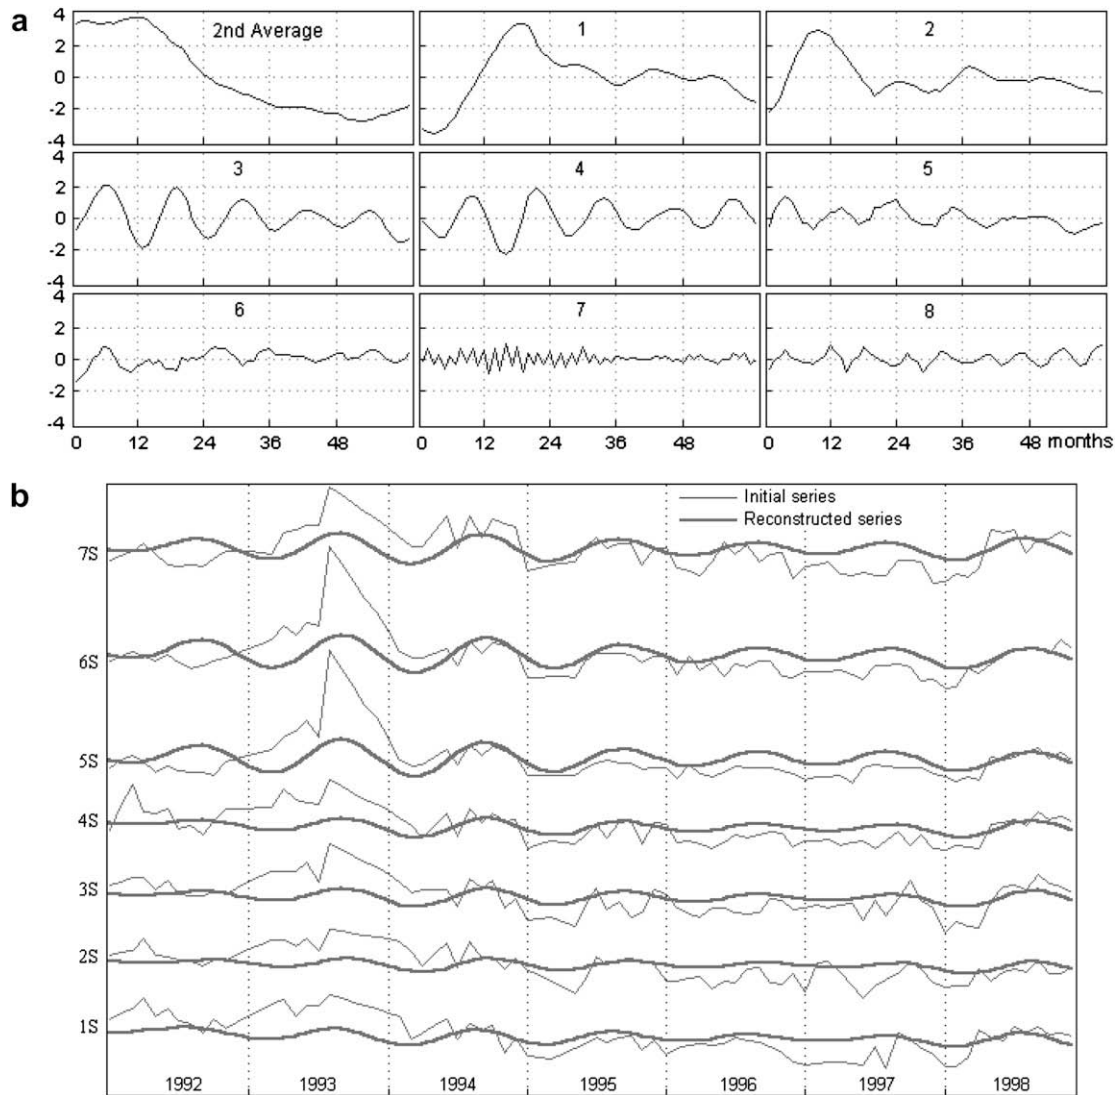 a
4
2
0
-2
-4
2nd Average
1
2
4
2
0
-2
-4
3
4
5
4
2
0
-2
-4
6
7
8
0 12 24 36 48
0 12 24 36 48
0 12 24 36 48 months
b
Initial series
Reconstructed series
7S
6S
5S
4S
3S
2S
1S
1992 1993 1994 1995 1996 1997 1998